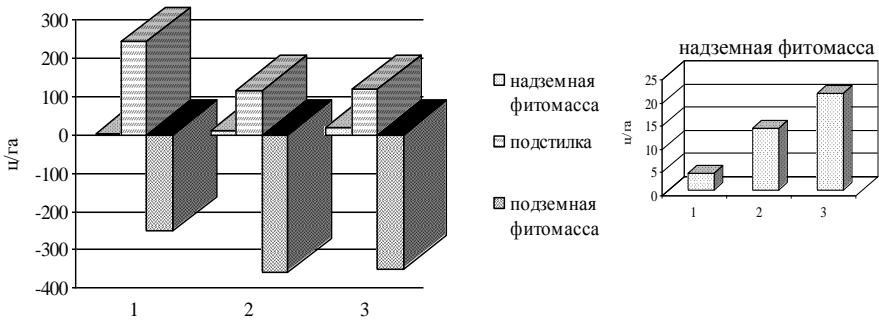 300
200
100
0
-100
-200
-300
-400
ц/га
1 2 3
надземная
фитомасса
подстилка
подземная
фитомасса
надземная фитомасса
25
20
15
10
5
0
ц/га
1 2 3